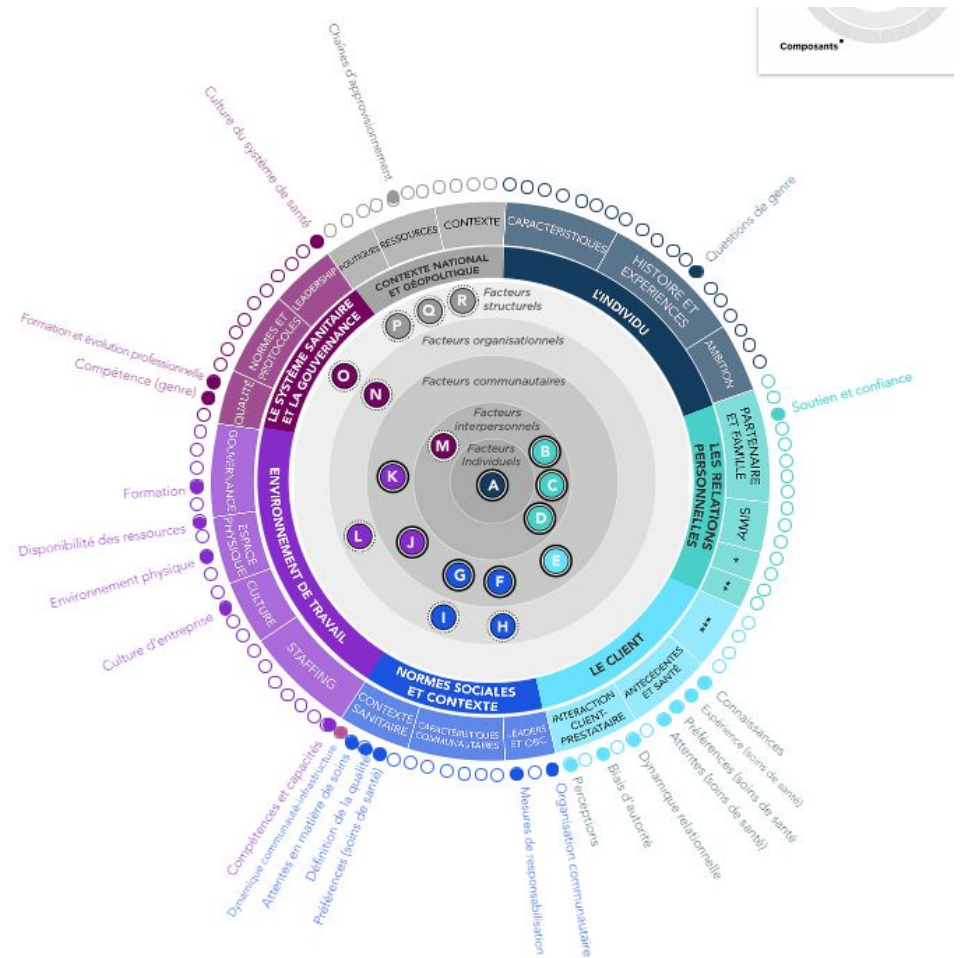 Composants
Chaînes d'approvisionnement
Culture du système de santé
Questions de genre
Formation et évolution professionnelle
Compétence (genre)
Soutien et confiance
Formation
Disponibilité des ressources
Environnement physique
Culture d'entreprise
POLITIQUES
RESSOURCES
CONTEXTE
CARACTÉRISTIQUES
HISTOIRE ET
EXPÉRIENCES
AMBITION
CONTEXTE NATIONAL
ET GÉOPOLITIQUE
L'INDIVIDU
LEADERSHIP
NORMES ET
PROTOCOLES
QUALITÉ
LE SYSTÈME SANITAIRE
ET LA GOUVERNANCE
PARTENAIRE
ET FAMILLE
AMIS
*
**
***
LES RELATIONS
PERSONNELLES
GOUVERNANCE
ESPACE
PHYSIQUE
CULTURE
STAFFING
ENVIRONNEMENT DE TRAVAIL
Facteurs
structurels
Facteurs organisationnels
Facteurs communautaires
Facteurs
interpersonnels
Facteurs
Individuels
R
Q
P
O
N
M
B
K
A
C
D
L
J
E
G
F
I
H
LE CLIENT
ANTÉCÉDENTES
ET SANTÉ
INTERACTION
CLIENT-
PRESTATAIRE
NORMES SOCIALES
ET CONTEXTE
CONTEXTE
SANITAIRE
CARACTÉRISTIQUES
COMMUNAUTAIRES
LEADERS
ET OBC
Compétences et capacités
Dynamique communauté-infrastructure
Attentes en matière de soins
Définition de la qualité
Préférences (soins de santé)
Mesures de responsabilisation
Organisation communautaire
Perceptions
Biais d'autorité
Dynamique relationnelle
Attentes (soins de santé)
Préférences (soins de santé
Expérience (soins de santé)
Connaissances